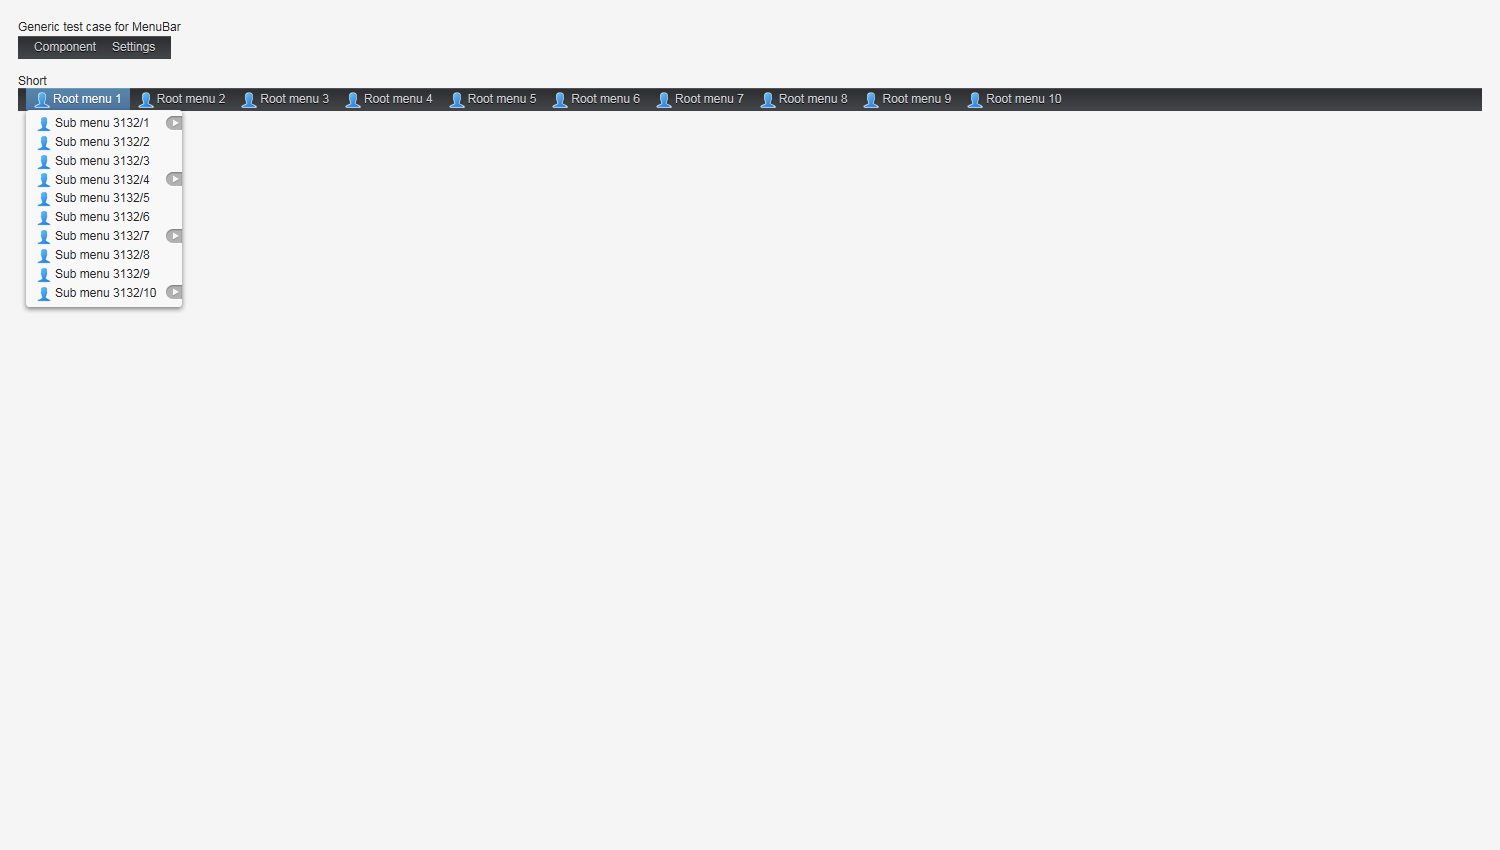 Generic test case for MenuBar
Component Settings
Short
Root menu 1 Root menu 2 Root menu 3 Root menu 4 Root menu 5 Root menu 6 Root menu 7 Root menu 8 Root menu 9 Root menu 10
Sub menu 3132/1
Sub menu 3132/2
Sub menu 3132/3
Sub menu 3132/4
Sub menu 3132/5
Sub menu 3132/6
Sub menu 3132/7
Sub menu 3132/8
Sub menu 3132/9
Sub menu 3132/10